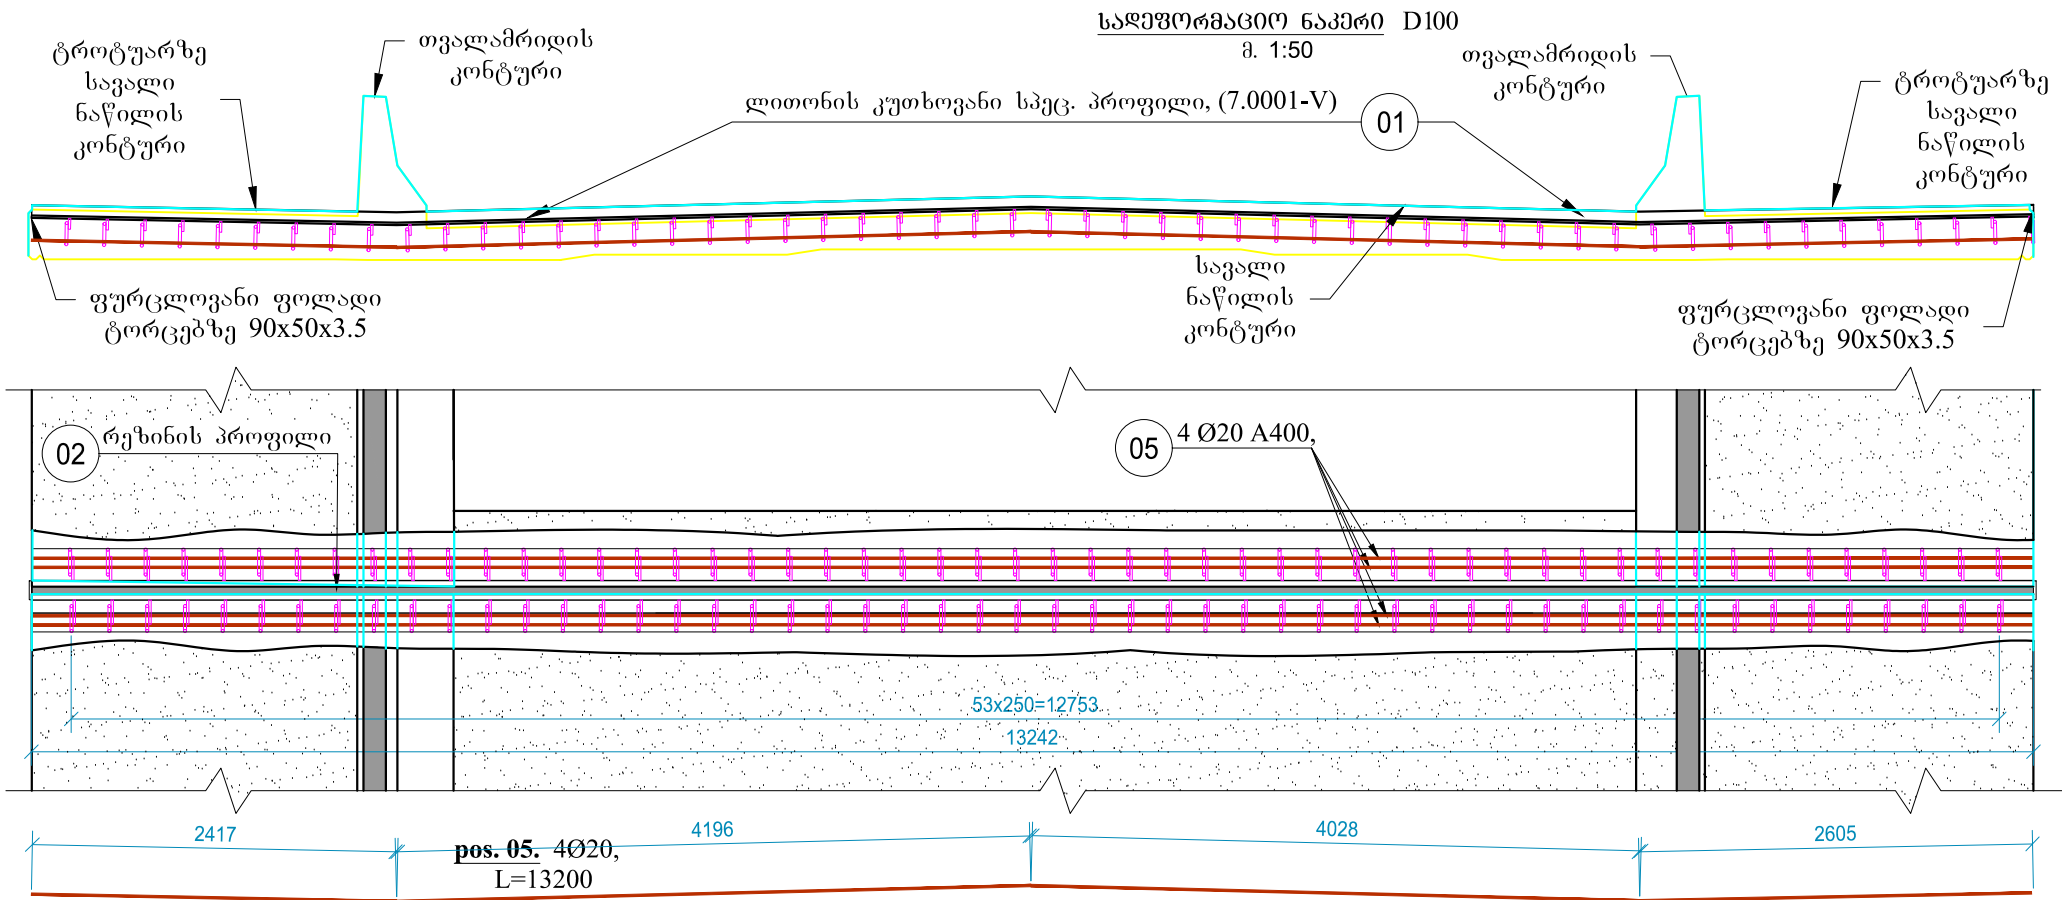 სადეფორმაციო ნაკერი D100
მ. 1:50
ტროტუარზე
სავალი
ნაწილის
კონტური
თვალამრიდის
კონტური
ლითონის კუთხოვანი სპეც. პროფილი, (7.0001-V)
01
თვალამრიდის
კონტური
ტროტუარზე
სავალი
ნაწილის
კონტური
ფურცლოვანი ფოლადი
ტორცებზე 90x50x3.5
სავალი
ნაწილის
კონტური
ფურცლოვანი ფოლადი
ტორცებზე 90x50x3.5
02
რეზინის პროფილი
05
4 Ø20 A400,
53x250=12753
13242
2417
4196
4028
2605
pos. 05. 4Ø20,
L=13200